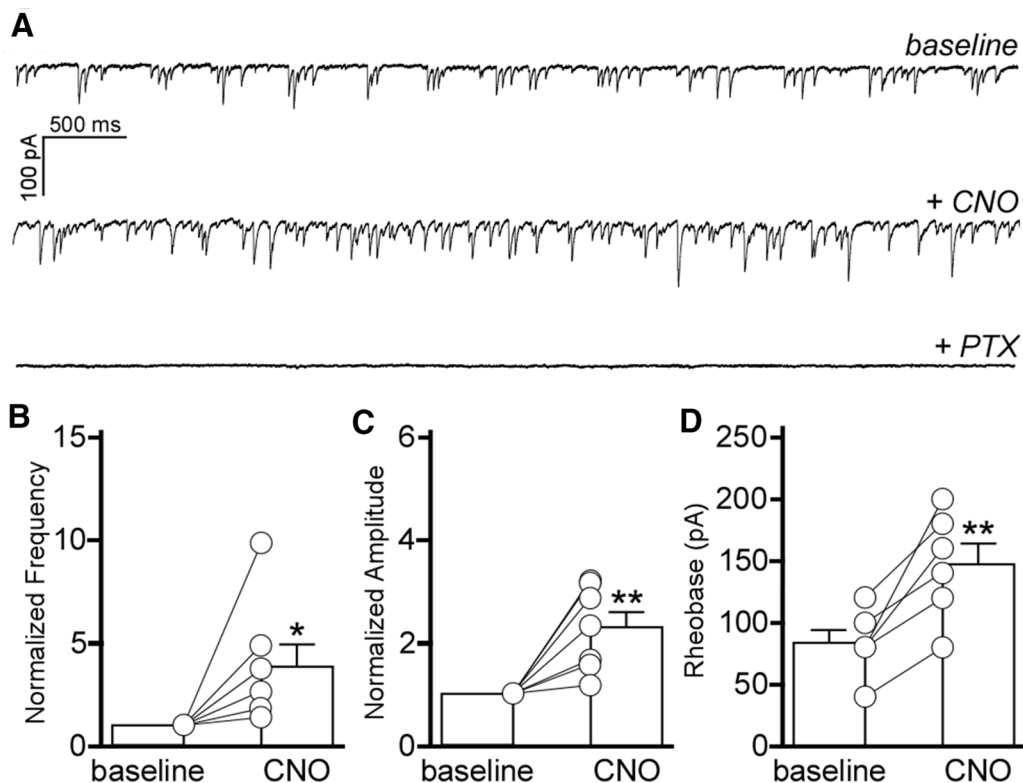 A
baseline
500 ms
100 pA
+ CNO
+ PTX
B
15
10
5
0
Normalized Frequency
*
baseline CNO
C
6
4
2
0
Normalized Amplitude
**
baseline CNO
D
250
200
150
100
50
0
Rheobase (pA)
**
baseline CNO